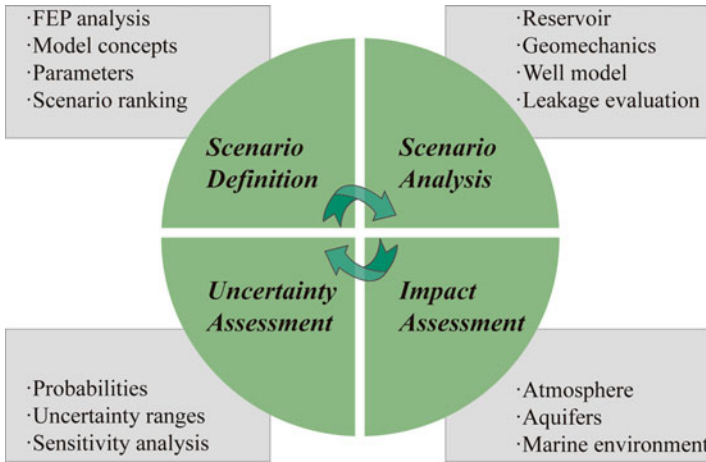 ·FEP analysis
·Model concepts
·Parameters
·Scenario ranking
·Reservoir
·Geomechanics
·Well model
·Leakage evaluation
Scenario
Definition
Scenario
Analysis
Uncertainty
Assessment
Impact
Assessment
·Probabilities
·Uncertainty ranges
·Sensitivity analysis
·Atmosphere
·Aquifers
·Marine environment